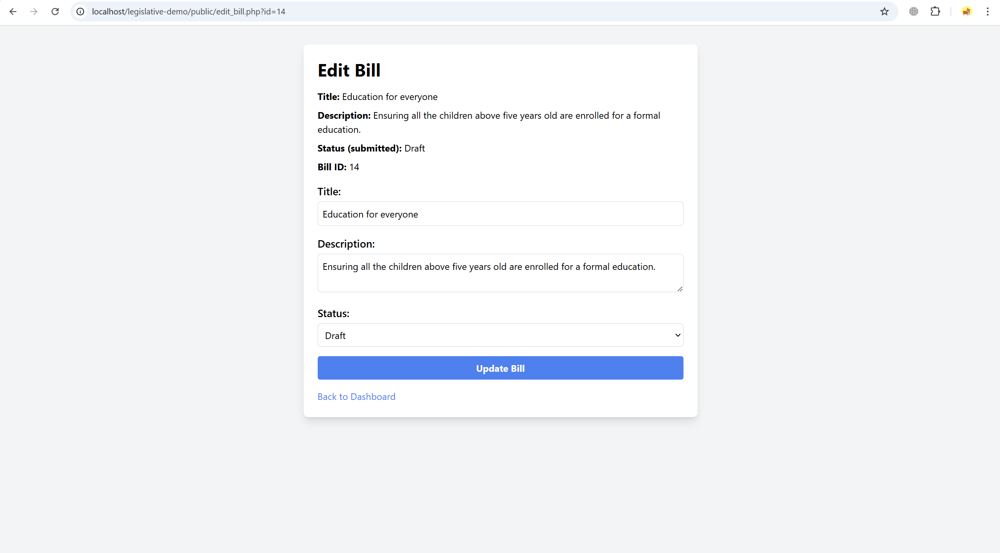 localhost/legislative-demo/public/edit_bill.php?id=14
Edit Bill
Title: Education for everyone
Description: Ensuring all the children above five years old are enrolled for a formal
education.
Status (submitted): Draft
Bill ID: 14
Title:
Education for everyone
Description:
Ensuring all the children above five years old are enrolled for a formal education.
Status:
Draft
Update Bill
Back to Dashboard